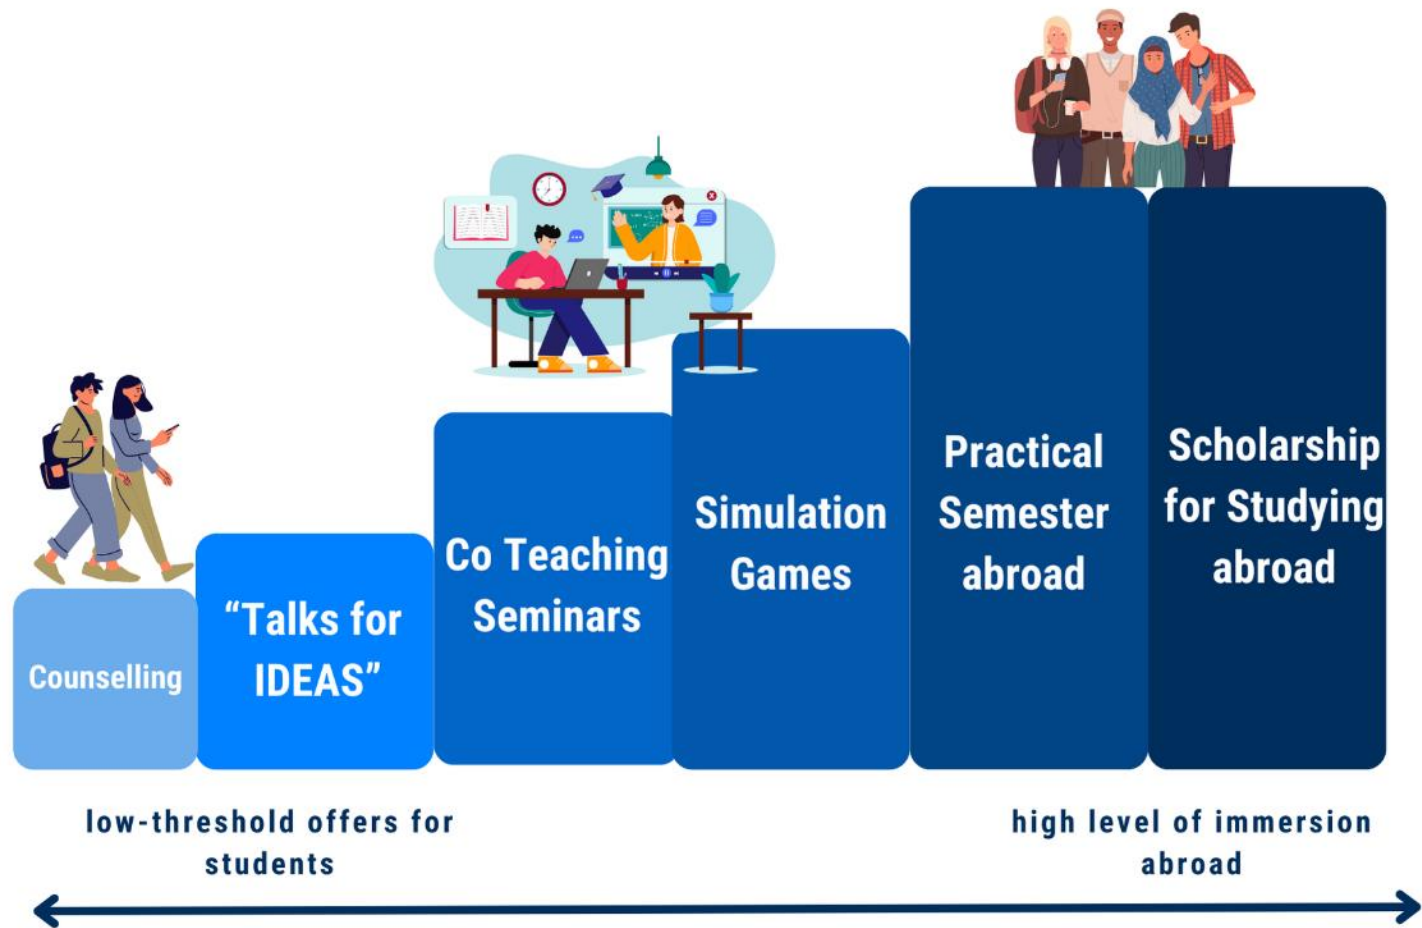 Counselling
“Talks for
IDEAS”
Co Teaching
Seminars
Simulation
Games
Practical
Semester
abroad
Scholarship
for Studying
abroad
low-threshold offers for
students
high level of immersion
abroad